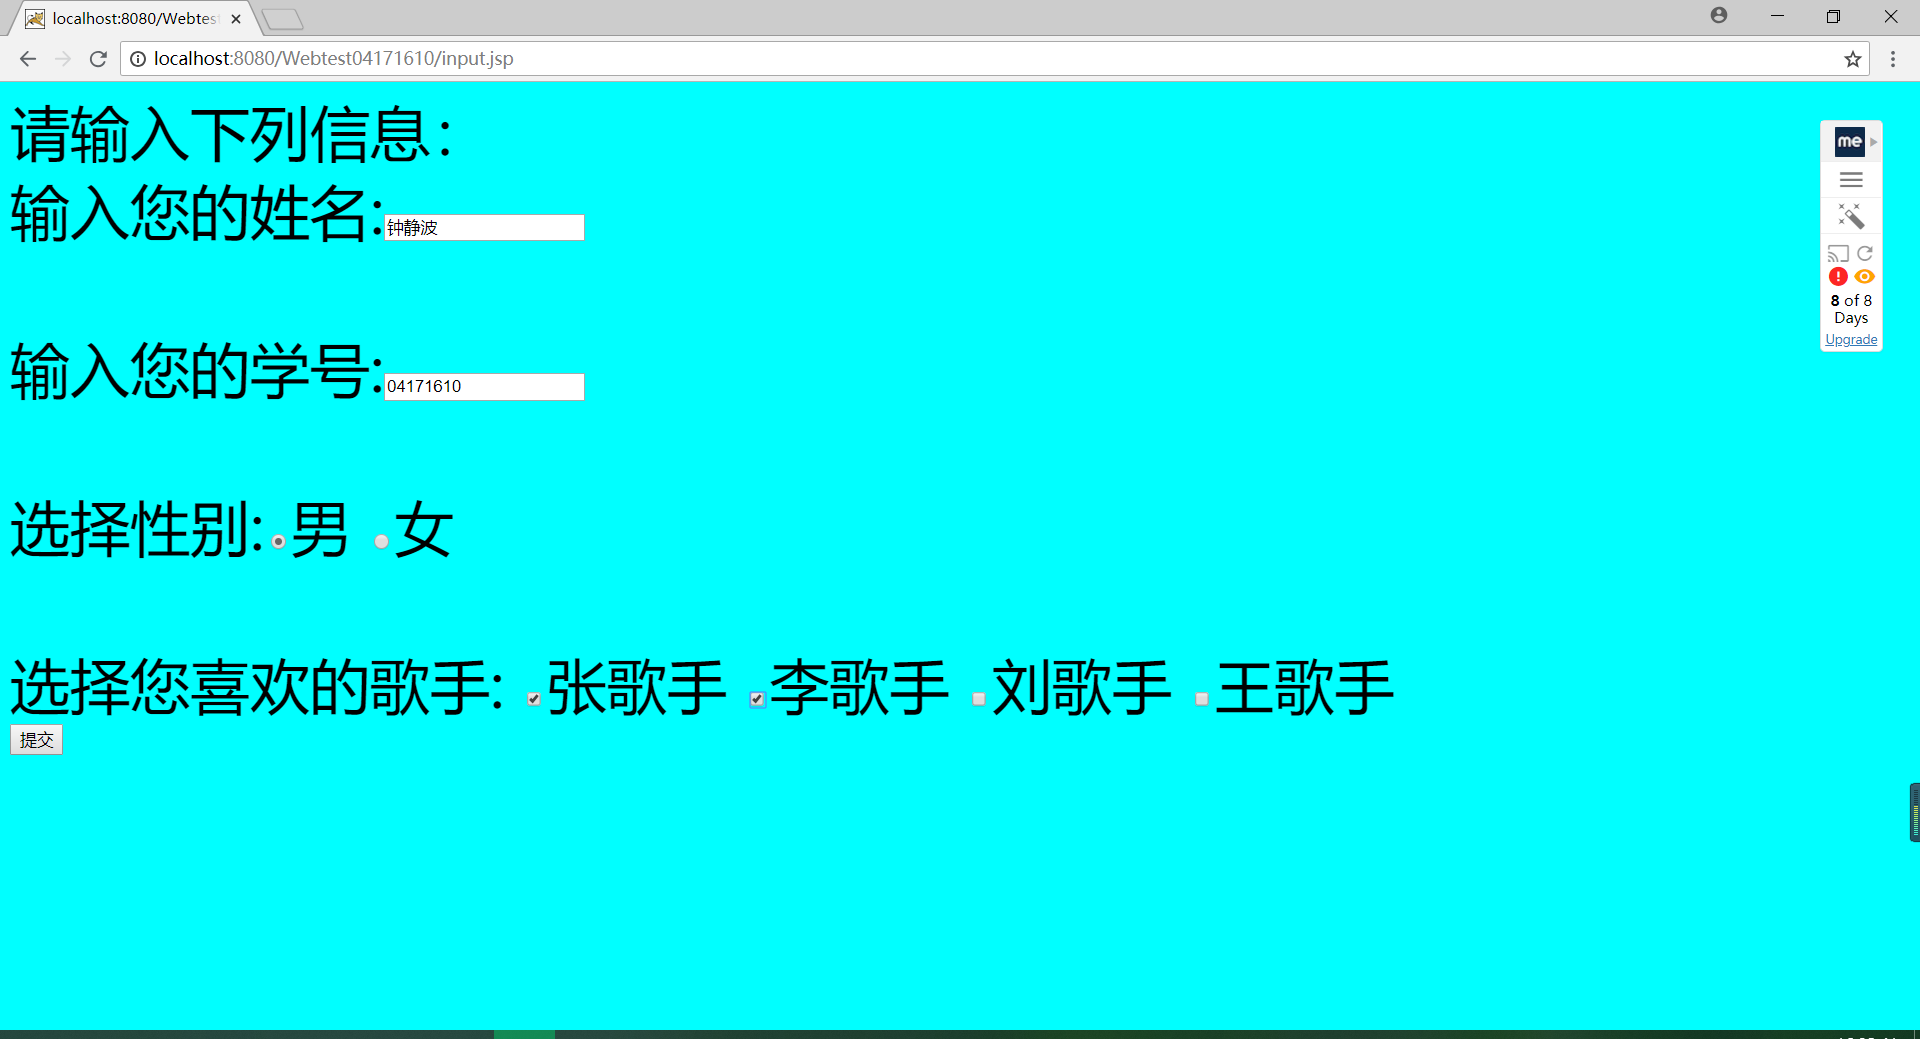 localhost:8080/Webtest
localhost:8080/Webtest04171610/input.jsp
请输入下列信息：
输入您的姓名:钟静波
输入您的学号:04171610
选择性别:男 女
选择您喜欢的歌手: 张歌手 李歌手 刘歌手 王歌手
提交
me
8 of 8
Days
Upgrade